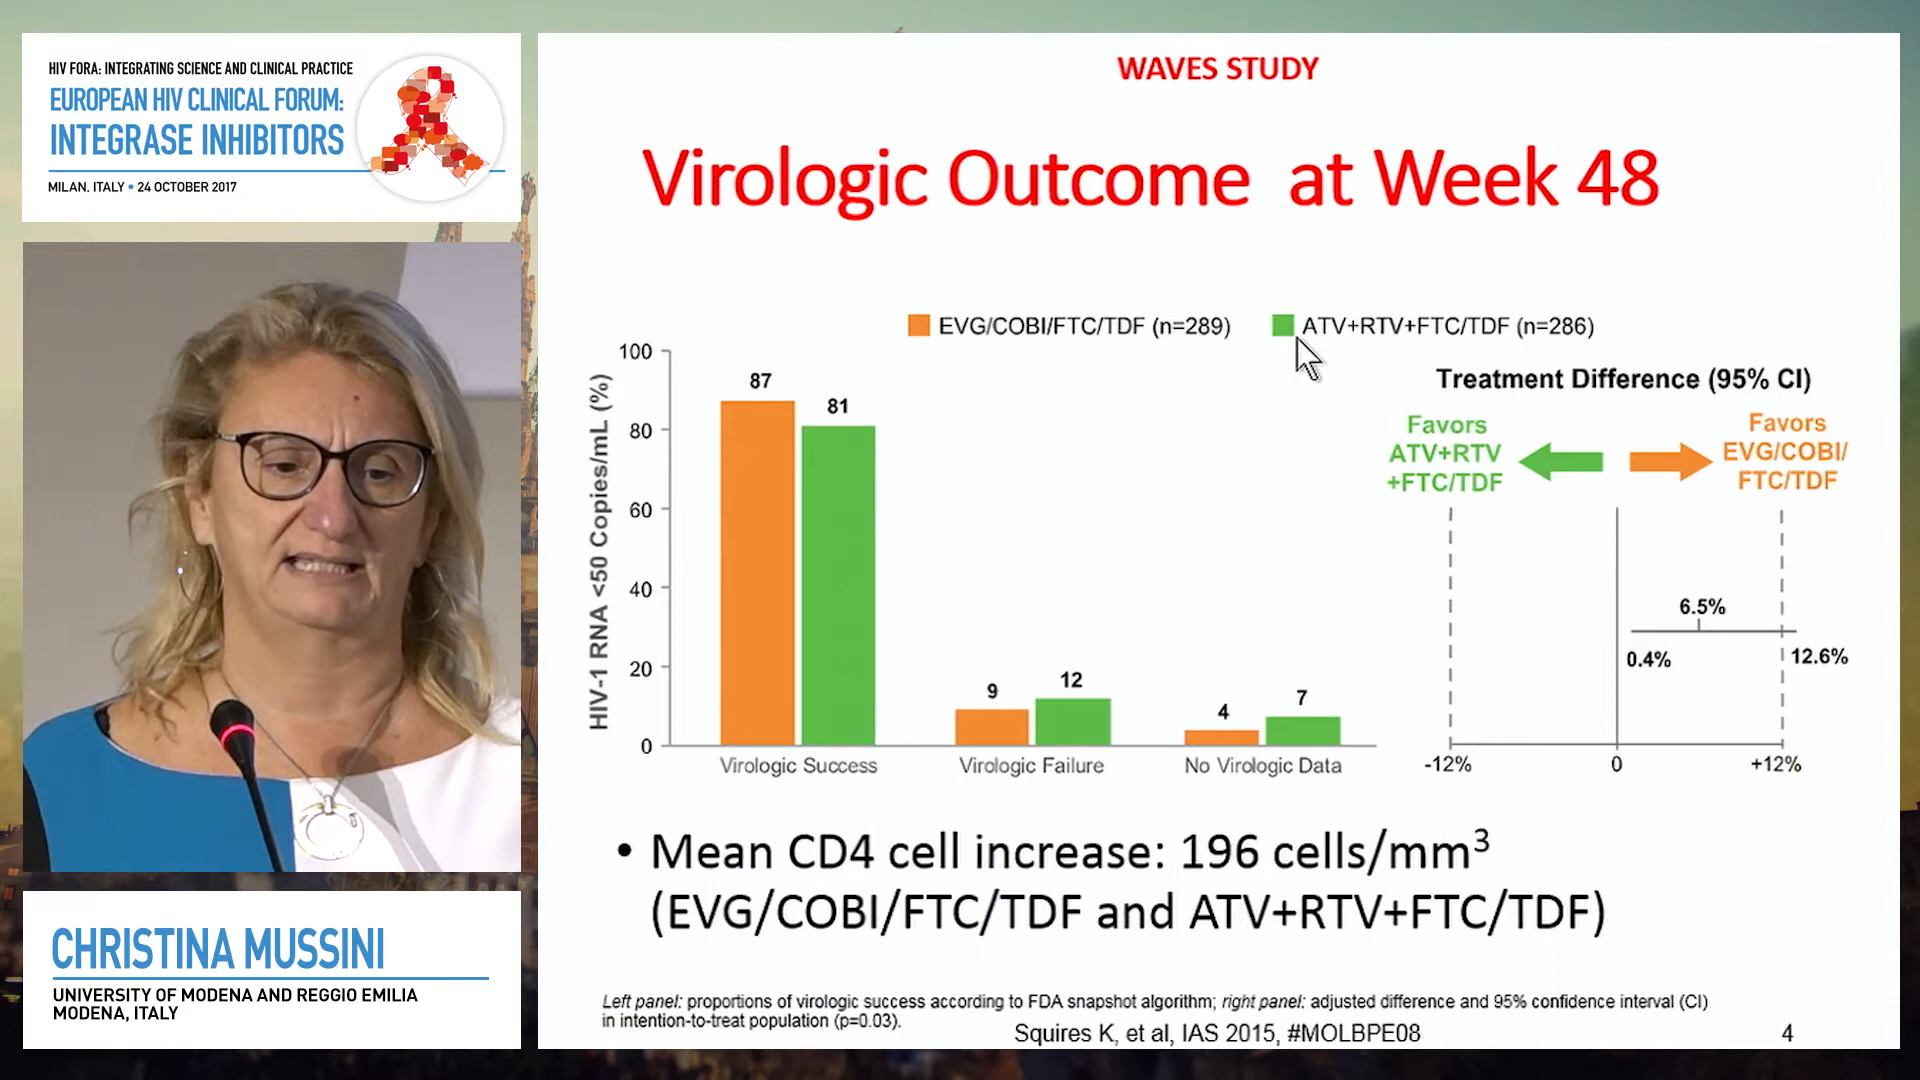 HIV FORA: INTEGRATING SCIENCE AND CLINICAL PRACTICE
EUROPEAN HIV CLINICAL FORUM:
INTEGRASE INHIBITORS
MILAN, ITALY • 24 OCTOBER 2017
CHRISTINA MUSSINI
UNIVERSITY OF MODENA AND REGGIO EMILIA
MODENA, ITALY
WAVES STUDY
Virologic Outcome at Week 48
EVG/COBI/FTC/TDF (n=289)
ATV+RTV+FTC/TDF (n=286)
HIV-1 RNA <50 Copies/mL (%)
100
80
60
40
20
0
87
81
9
12
4
7
Virologic Success
Virologic Failure
No Virologic Data
Treatment Difference (95% CI)
Favors
ATV+RTV
+FTC/TDF
Favors
EVG/COBI/
FTC/TDF
6.5%
0.4%
12.6%
-12%
0
+12%
• Mean CD4 cell increase: 196 cells/mm³
(EVG/COBI/FTC/TDF and ATV+RTV+FTC/TDF)
Left panel: proportions of virologic success according to FDA snapshot algorithm; right panel: adjusted difference and 95% confidence interval (CI)
in intention-to-treat population (p=0.03).
Squires K, et al, IAS 2015, #MOLBPE08
4